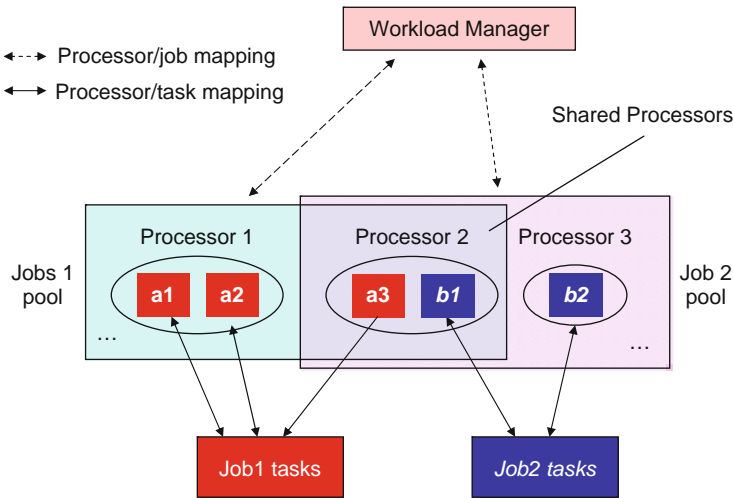 Workload Manager
Processor/job mapping
Processor/task mapping
Shared Processors
Processor 1
Processor 2
Processor 3
Jobs 1
pool
a1
a2
a3
b1
b2
Job 2
pool
...
...
Job1 tasks
Job2 tasks